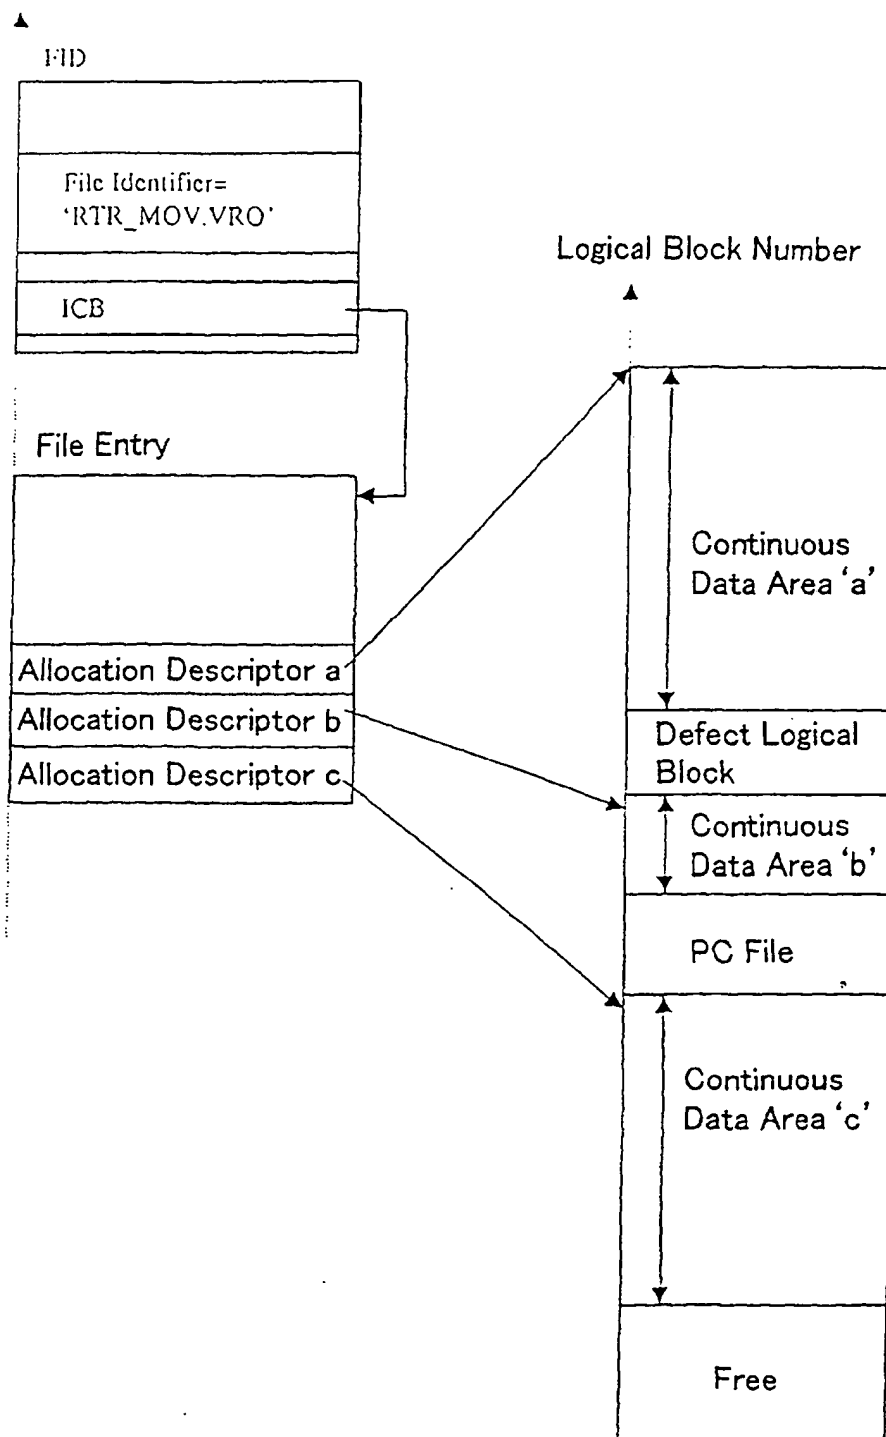 FID
File Identifier=
‘RTR_MOV.VRO’
ICB
File Entry
Allocation Descriptor a
Allocation Descriptor b
Allocation Descriptor c
Logical Block Number
Continuous
Data Area ‘a’
Defect Logical
Block
Continuous
Data Area ‘b’
PC File
Continuous
Data Area ‘c’
Free